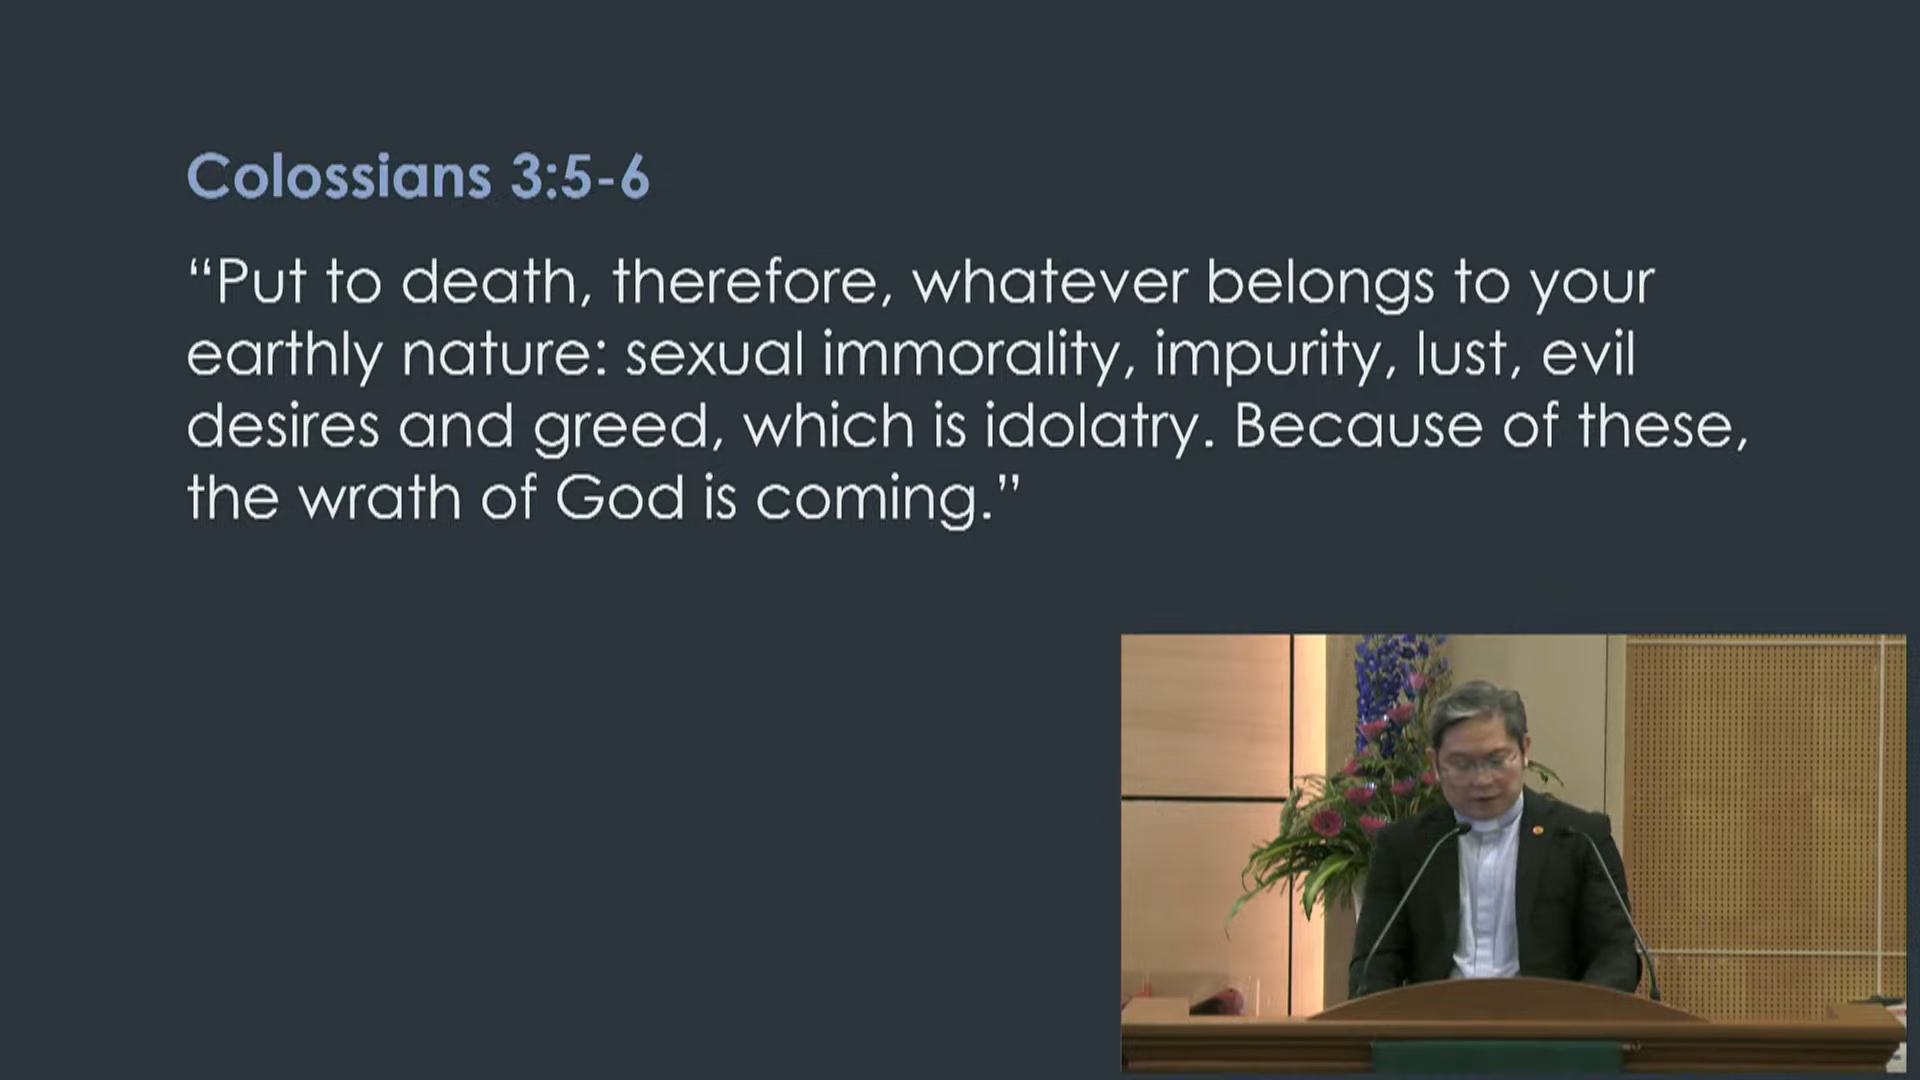 Colossians 3:5-6
“Put to death, therefore, whatever belongs to your
earthly nature: sexual immorality, impurity, lust, evil
desires and greed, which is idolatry. Because of these,
the wrath of God is coming.”